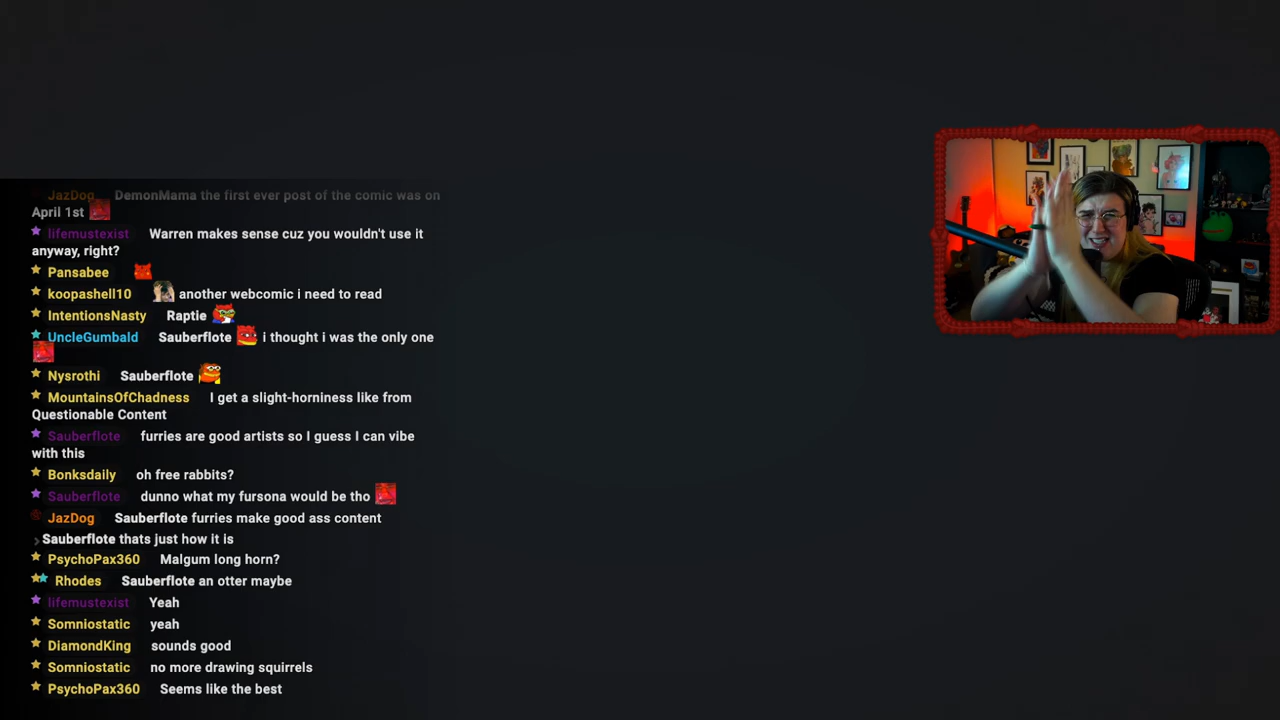 JazDog DemonMama the first ever post of the comic was on
April 1st
lifemustexist Warren makes sense cuz you wouldn't use it
anyway, right?
Pansabee
koopashell10 another webcomic i need to read
IntentionsNasty Raptie
UncleGumbald Sauberflote i thought i was the only one
Nysrothi Sauberflote
MountainsOfChadness I get a slight-horniness like from
Questionable Content
Sauberflote furries are good artists so I guess I can vibe
with this
Bonksdaily oh free rabbits?
Sauberflote dunno what my fursona would be tho
JazDog Sauberflote furries make good ass content
Sauberflote thats just how it is
PsychoPax360 Malgum long horn?
Rhodes Sauberflote an otter maybe
lifemustexist Yeah
Somniostatic yeah
DiamondKing sounds good
Somniostatic no more drawing squirrels
PsychoPax360 Seems like the best